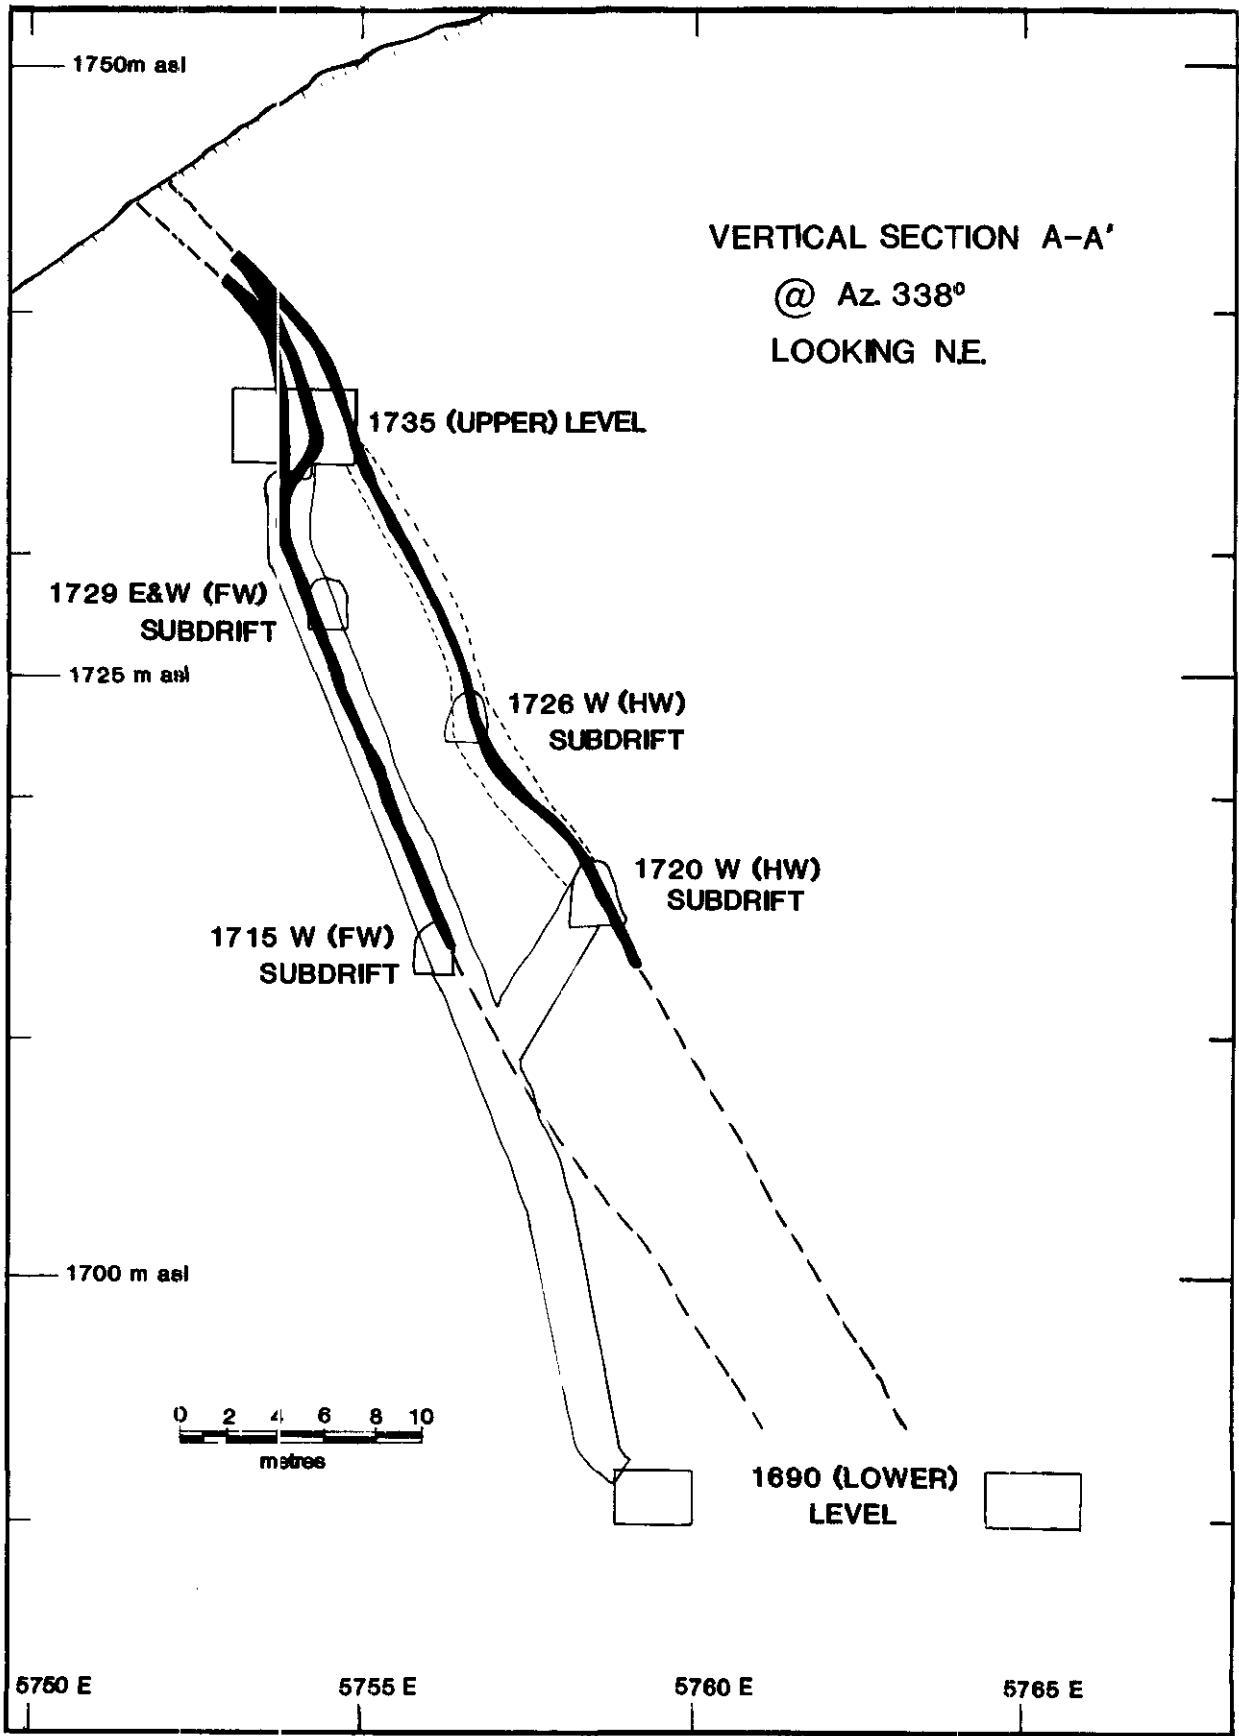 1750m asl
VERTICAL SECTION A-A'
@ Az. 338°
LOOKING N.E.
1735 (UPPER) LEVEL
1729 E&W (FW)
SUBDRIFT
1725 m asl
1726 W (HW)
SUBDRIFT
1720 W (HW)
SUBDRIFT
1715 W (FW)
SUBDRIFT
1700 m asl
0 2 4 6 8 10
metres
1690 (LOWER)
LEVEL
5750 E 5755 E 5760 E 5765 E